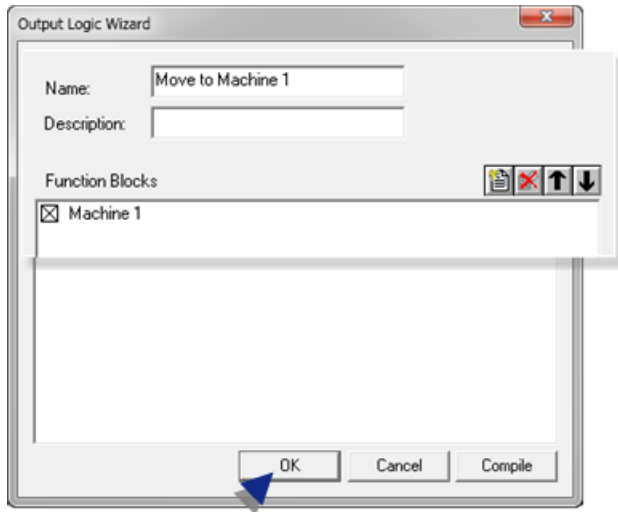 Output Logic Wizard
Name: Move to Machine 1
Description:
Function Blocks
Machine 1
OK Cancel Compile